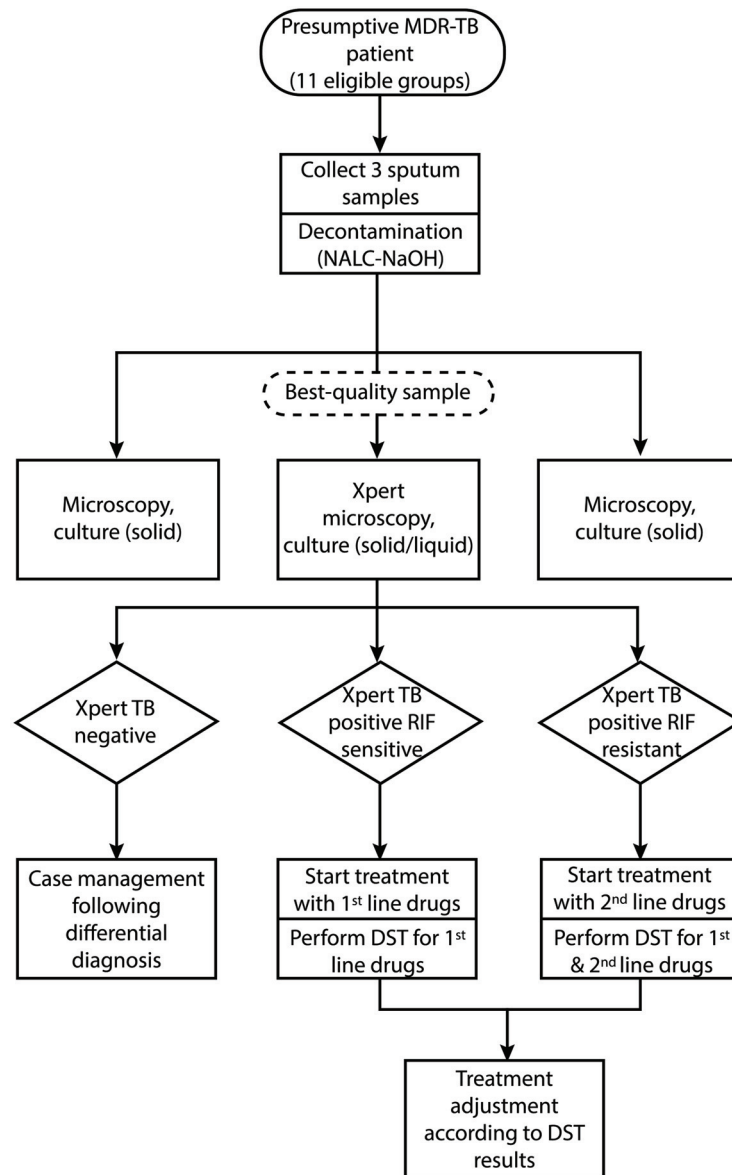 Presumptive MDR-TB
patient
(11 eligible groups)
Collect 3 sputum
samples
Decontamination
(NALC-NaOH)
Best-quality sample
Microscopy,
culture (solid)
Xpert
microscopy,
culture (solid/liquid)
Microscopy,
culture (solid)
Xpert TB
negative
Xpert TB
positive RIF
sensitive
Xpert TB
positive RIF
resistant
Case management
following
differential
diagnosis
Start treatment
with 1st line drugs
Perform DST for 1st
line drugs
Start treatment
with 2nd line drugs
Perform DST for 1st
& 2nd line drugs
Treatment
adjustment
according to DST
results